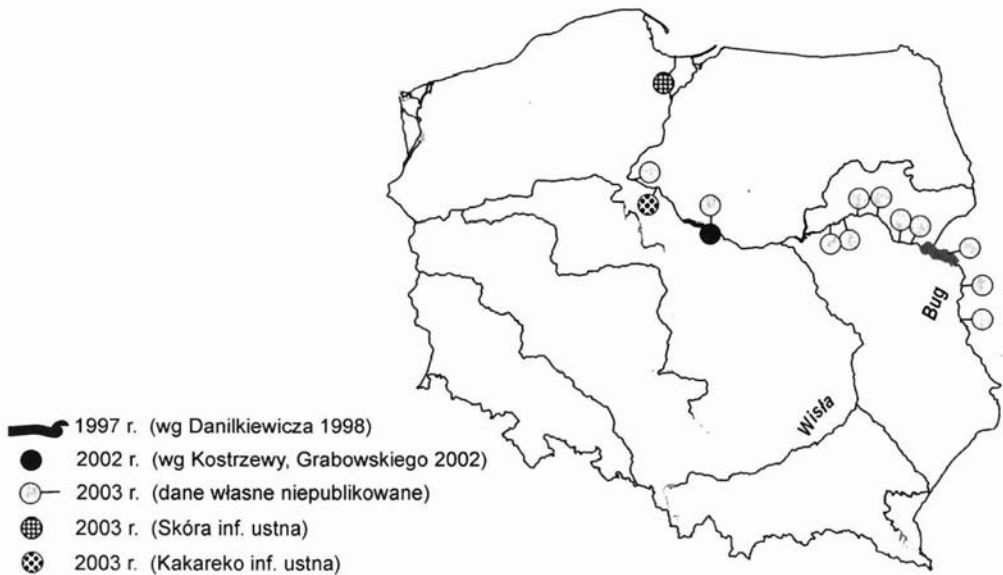 Bug
Wisła
1997 r. (wg Danilkiewicza 1998)
2002 r. (wg Kostrzewy, Grabowskiego 2002)
2003 r. (dane własne niepublikowane)
2003 r. (Skóra inf. ustna)
2003 r. (Kakareko inf. ustna)